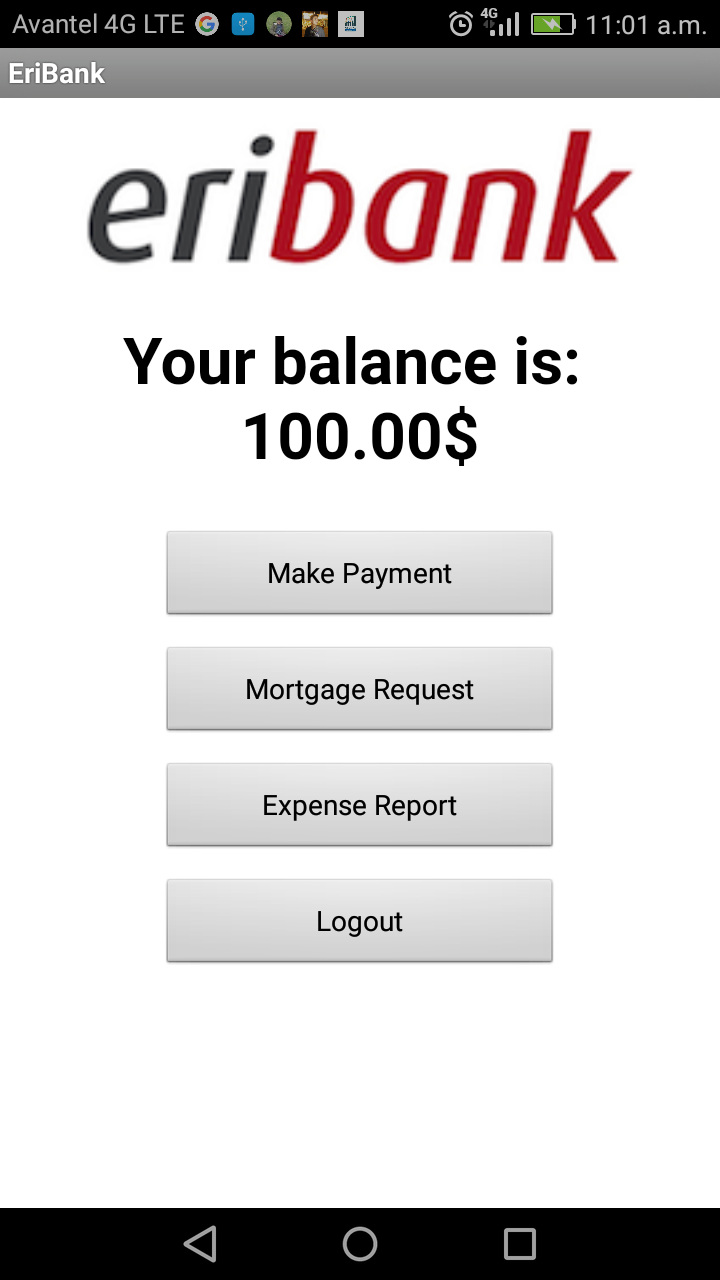 Avantel 4G LTE 4G 11:01 a.m.
EriBank
eribank
Your balance is:
100.00$
Make Payment
Mortgage Request
Expense Report
Logout